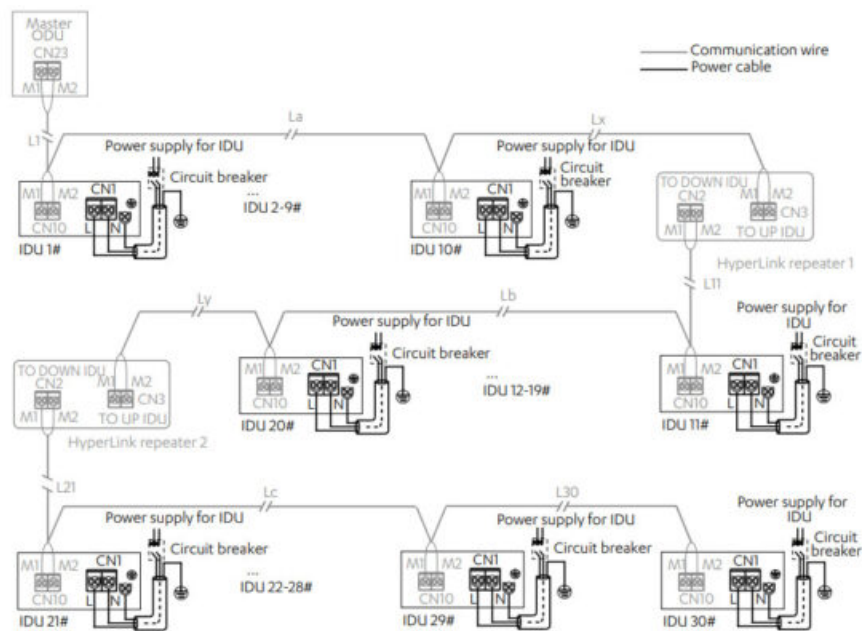 Master
ODU
CN23
M1 M2
Communication wire
Power cable
L1
La
Lx
Power supply for IDU
Circuit breaker
M1 M2
CN10
CN1
L N
IDU 1#
...
IDU 2-9#
Power supply for IDU
Circuit
breaker
M1 M2
CN10
CN1
L N
IDU 10#
TO DOWN IDU
CN2
M1 M2
M1 M2
CN3
TO UP IDU
HyperLink repeater 1
L11
Ly
Lb
Power supply for IDU
Circuit breaker
M1 M2
CN10
CN1
L N
IDU 20#
...
IDU 12-19#
Power supply for
IDU
Circuit
breaker
M1 M2
CN10
CN1
L N
IDU 11#
TO DOWN IDU
CN2
M1 M2
M1 M2
CN3
TO UP IDU
HyperLink repeater 2
L21
Lc
L30
Power supply for IDU
Circuit breaker
M1 M2
CN10
CN1
L N
IDU 21#
...
IDU 22-28#
Power supply for IDU
Circuit breaker
M1 M2
CN10
CN1
L N
IDU 29#
Power supply for
IDU
Circuit
breaker
M1 M2
CN10
CN1
L N
IDU 30#